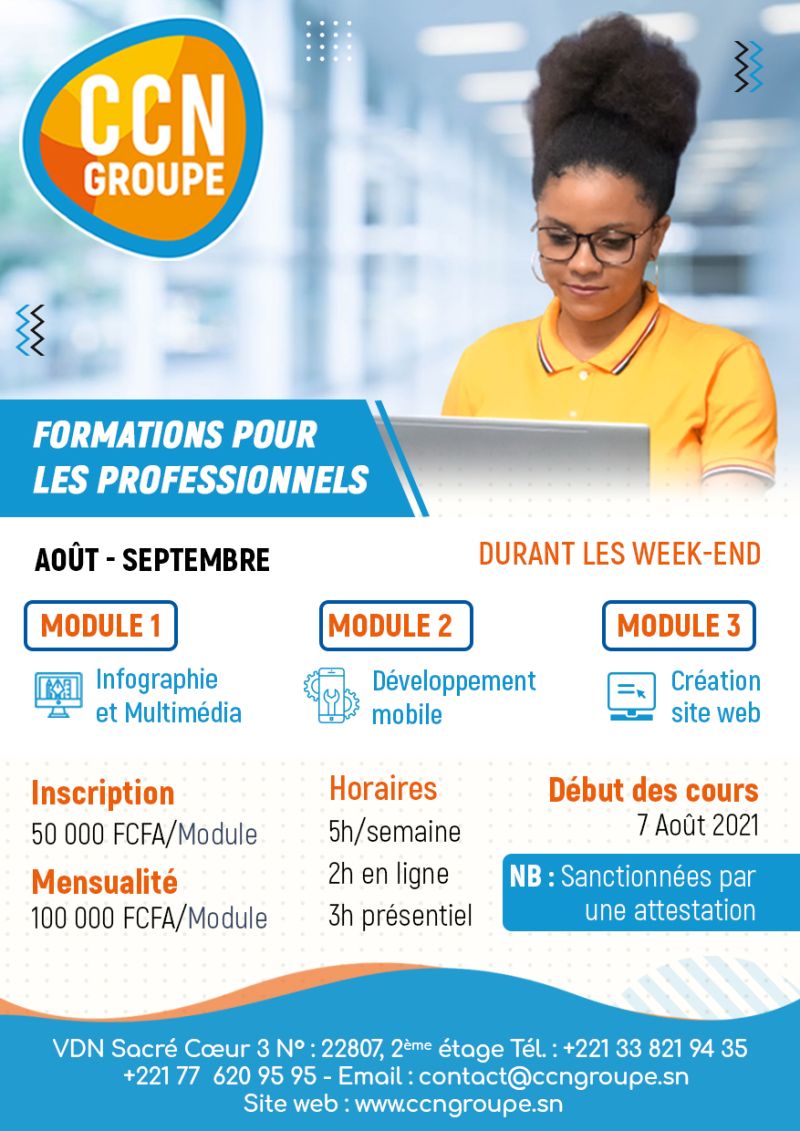 CCN
GROUPE
FORMATIONS POUR
LES PROFESSIONNELS
AOÛT - SEPTEMBRE
DURANT LES WEEK-END
MODULE 1
Infographie
et Multimédia
MODULE 2
Développement
mobile
MODULE 3
Création
site web
Inscription
50 000 FCFA/Module
Mensualité
100 000 FCFA/Module
Horaires
5h/semaine
2h en ligne
3h présentiel
Début des cours
7 Août 2021
NB : Sanctionnées par
une attestation
VDN Sacré Cœur 3 N° : 22807, 2ème étage Tél. : +221 33 821 94 35
+221 77 620 95 95 - Email : contact@ccngroupe.sn
Site web : www.ccngroupe.sn